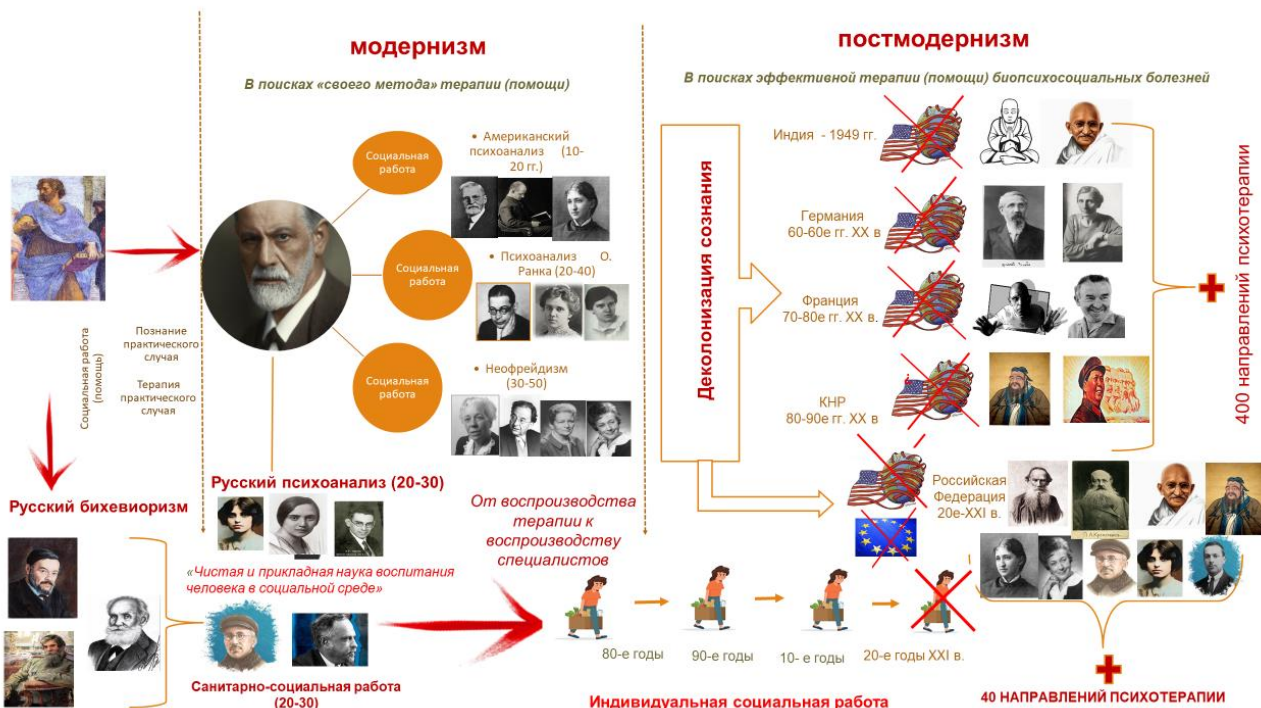 модернизм
В поисках «своего метода» терапии (помощи)
Социальная
работа
• Американский
психоанализ (10-
20 гг.)
Социальная
работа
• Психоанализ О.
Ранка (20-40)
Социальная
работа
• Неофрейдизм
(30-50)
Социальная работа
(помощь)
Познание
практического
случая
Терапия
практического
случая
Русский бихевиоризм
Русский психоанализ (20-30)
«Чистая и прикладная наука воспитания
человека в социальной среде»
Санитарно-социальная работа
(20-30)
От воспроизводства
терапии к
воспроизводству
специалистов
80-е годы
90-е годы
10- е годы
20-е годы XXI в.
Индивидуальная социальная работа
постмодернизм
В поисках эффективной терапии (помощи) биопсихосоциальных болезней
Деколонизация сознания
Индия - 1949 гг.
Германия
60-60е гг. XX в
Франция
70-80е гг. XX в.
КНР
80-90е гг. XX в
Российская
Федерация
20е-XXI в.
400 направлений психотерапии
40 НАПРАВЛЕНИЙ ПСИХОТЕРАПИИ